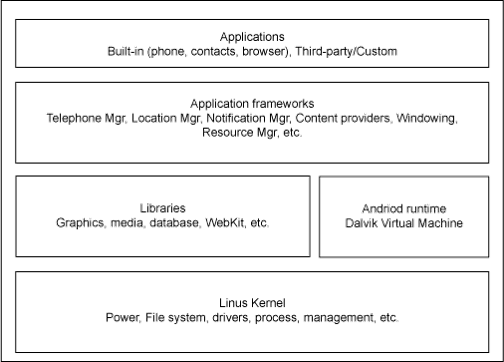 Applications
Built-in (phone, contacts, browser), Third-party/Custom
Application frameworks
Telephone Mgr, Location Mgr, Notification Mgr, Content providers, Windowing,
Resource Mgr, etc.
Libraries
Graphics, media, database, WebKit, etc.
Andriod runtime
Dalvik Virtual Machine
Linus Kernel
Power, File system, drivers, process, management, etc.